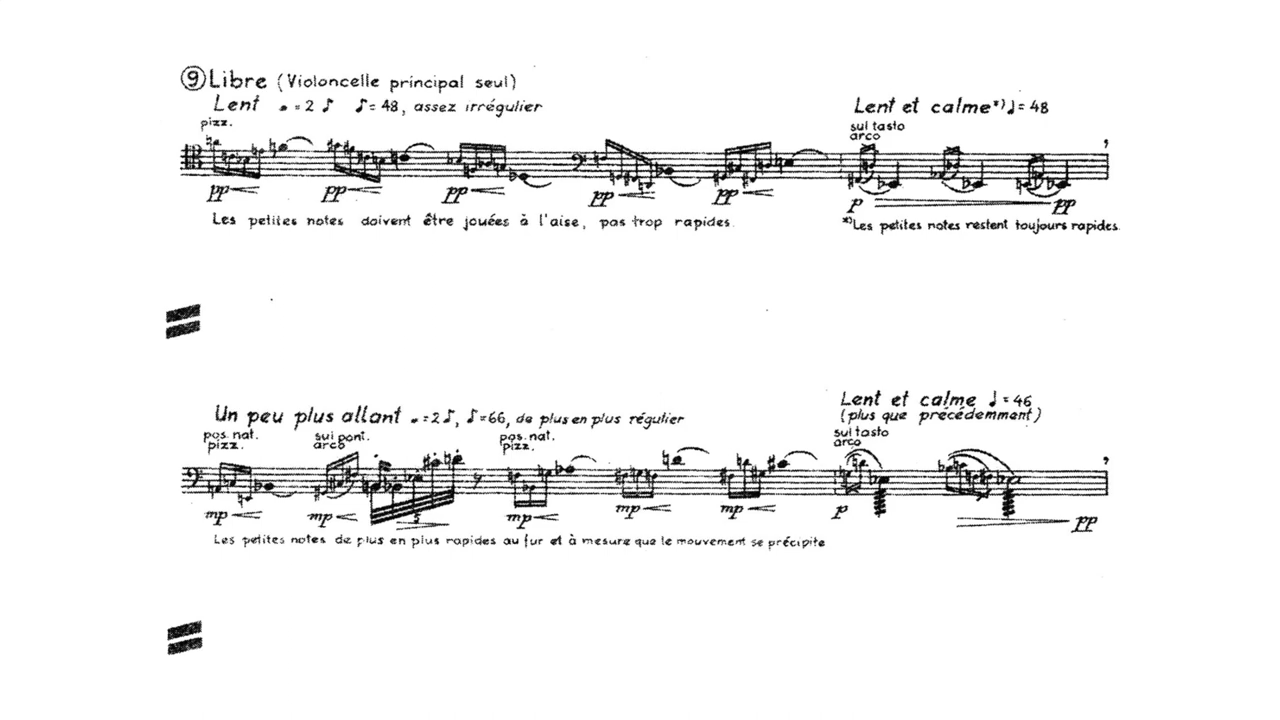 ⑨ Libre (Violoncelle principal seul)
Lent 𝅘 = 2 ♪ ♪ = 48, assez irrégulier
Lent et calme*) ♩ = 48
pizz.
sul tasto
arco
pp pp pp pp pp p pp
Les petites notes doivent être jouées à l'aise, pas trop rapides.
*) Les petites notes restent toujours rapides.
Un peu plus allant 𝅘 = 2 ♪, ♪ = 66, de plus en plus régulier
Lent et calme ♩ = 46
(plus que précédemment)
pos. nat.
pizz.
sul pont.
arco
pos. nat.
pizz.
sul tasto
arco
5
mp mp mp mp mp p pp
Les petites notes de plus en plus rapides au fur et à mesure que le mouvement se précipite